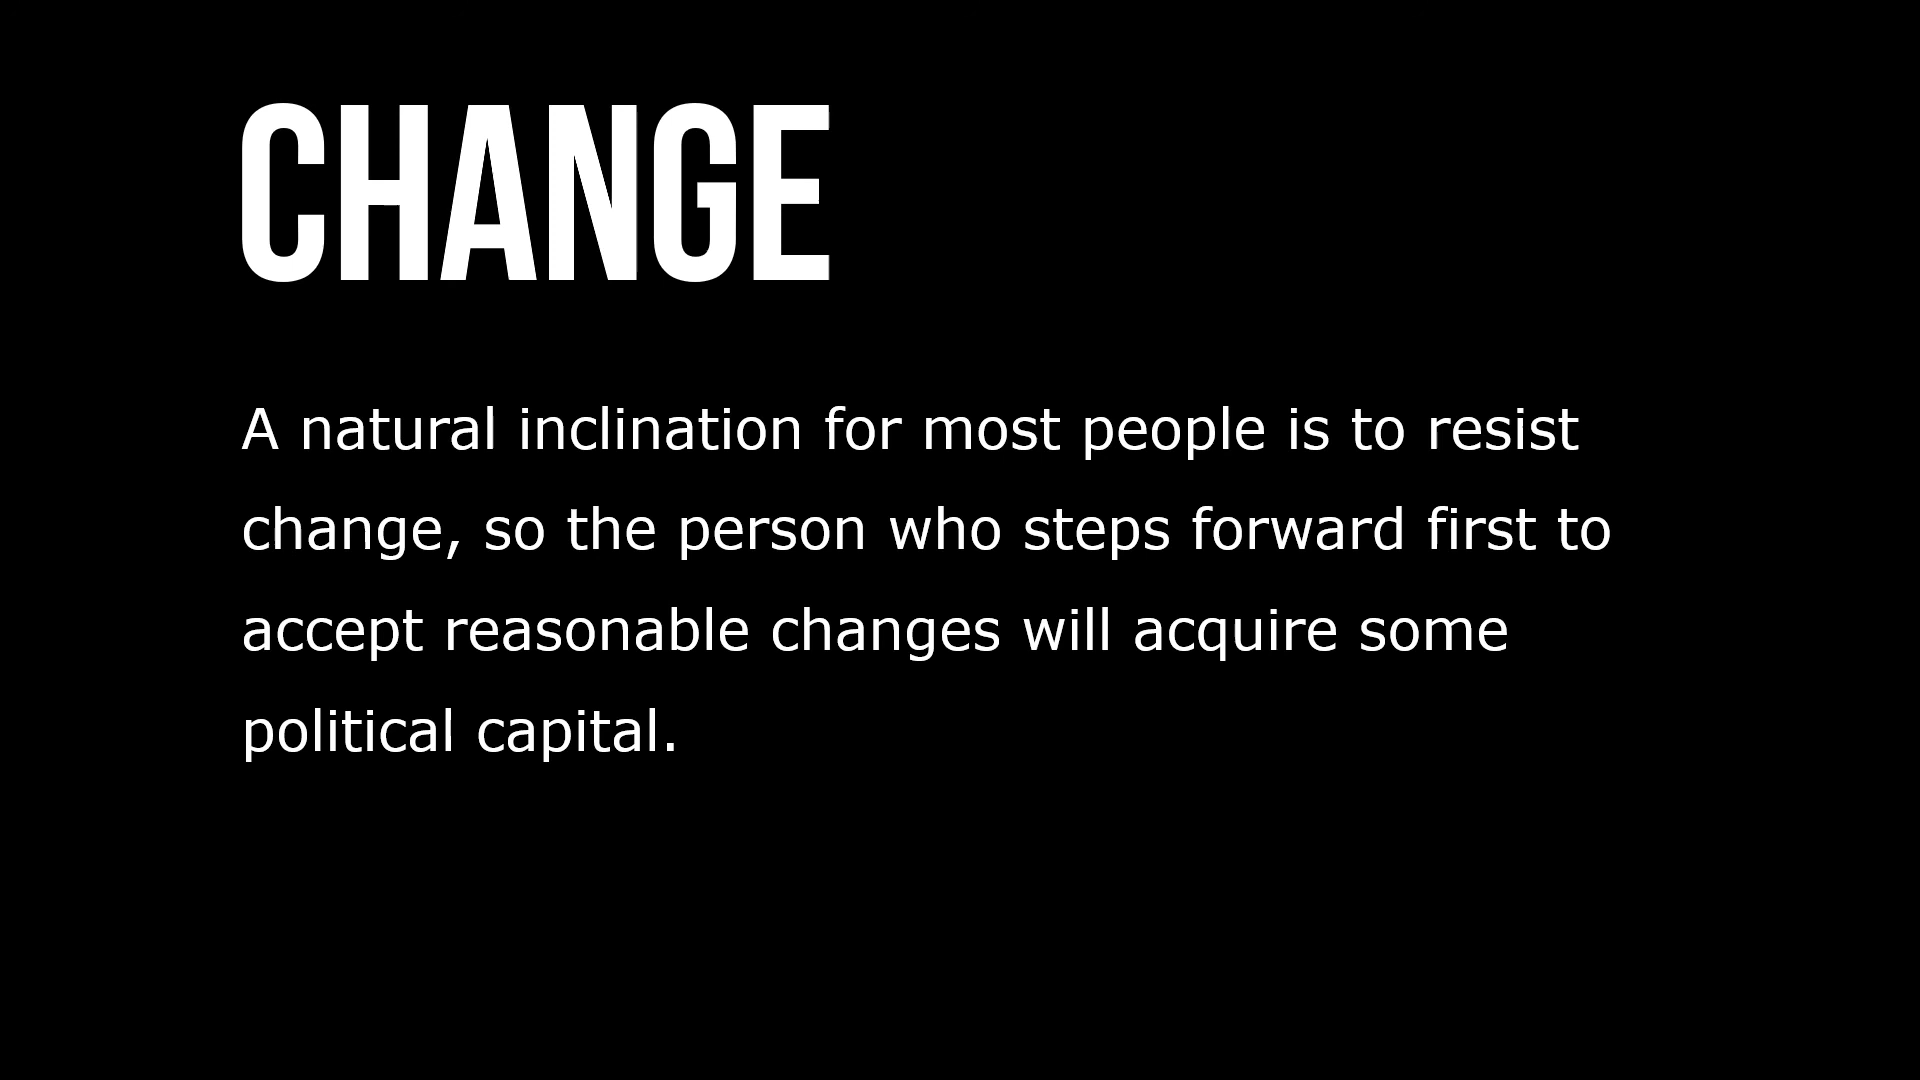 CHANGE
A natural inclination for most people is to resist
change, so the person who steps forward first to
accept reasonable changes will acquire some
political capital.